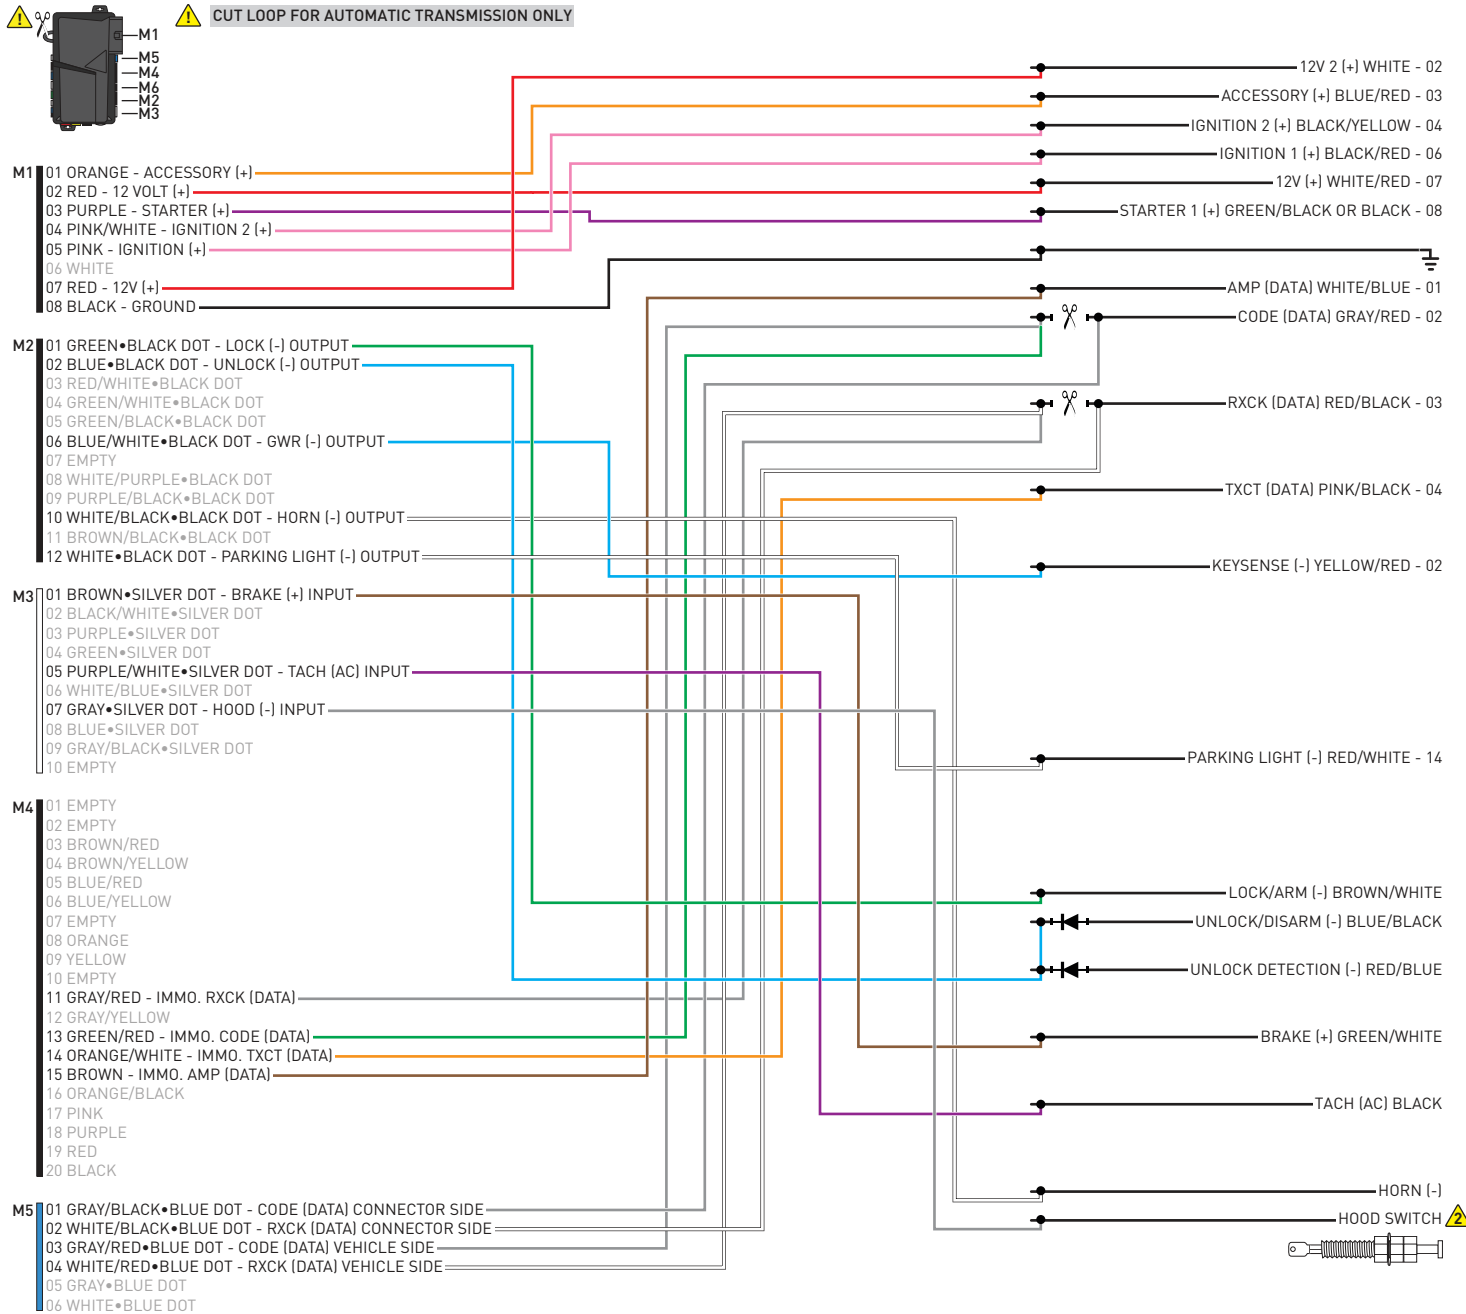 CUT LOOP FOR AUTOMATIC TRANSMISSION ONLY
M1
M5
M4
M6
M2
M3
M1
01 ORANGE - ACCESSORY (+)
02 RED - 12 VOLT (+)
03 PURPLE - STARTER (+)
04 PINK/WHITE - IGNITION 2 (+)
05 PINK - IGNITION (+)
06 WHITE
07 RED - 12V (+)
08 BLACK - GROUND
M2
01 GREEN•BLACK DOT - LOCK (-) OUTPUT
02 BLUE•BLACK DOT - UNLOCK (-) OUTPUT
03 RED/WHITE•BLACK DOT
04 GREEN/WHITE•BLACK DOT
05 GREEN/BLACK•BLACK DOT
06 BLUE/WHITE•BLACK DOT - GWR (-) OUTPUT
07 EMPTY
08 WHITE/PURPLE•BLACK DOT
09 PURPLE/BLACK•BLACK DOT
10 WHITE/BLACK•BLACK DOT - HORN (-) OUTPUT
11 BROWN/BLACK•BLACK DOT
12 WHITE•BLACK DOT - PARKING LIGHT (-) OUTPUT
M3
01 BROWN•SILVER DOT - BRAKE (+) INPUT
02 BLACK/WHITE•SILVER DOT
03 PURPLE•SILVER DOT
04 GREEN•SILVER DOT
05 PURPLE/WHITE•SILVER DOT - TACH (AC) INPUT
06 WHITE/BLUE•SILVER DOT
07 GRAY•SILVER DOT - HOOD (-) INPUT
08 BLUE•SILVER DOT
09 GRAY/BLACK•SILVER DOT
10 EMPTY
M4
01 EMPTY
02 EMPTY
03 BROWN/RED
04 BROWN/YELLOW
05 BLUE/RED
06 BLUE/YELLOW
07 EMPTY
08 ORANGE
09 YELLOW
10 EMPTY
11 GRAY/RED - IMMO. RXCK (DATA)
12 GRAY/YELLOW
13 GREEN/RED - IMMO. CODE (DATA)
14 ORANGE/WHITE - IMMO. TXCT (DATA)
15 BROWN - IMMO. AMP (DATA)
16 ORANGE/BLACK
17 PINK
18 PURPLE
19 RED
20 BLACK
M5
01 GRAY/BLACK•BLUE DOT - CODE (DATA) CONNECTOR SIDE
02 WHITE/BLACK•BLUE DOT - RXCK (DATA) CONNECTOR SIDE
03 GRAY/RED•BLUE DOT - CODE (DATA) VEHICLE SIDE
04 WHITE/RED•BLUE DOT - RXCK (DATA) VEHICLE SIDE
05 GRAY•BLUE DOT
06 WHITE•BLUE DOT
12V 2 (+) WHITE - 02
ACCESSORY (+) BLUE/RED - 03
IGNITION 2 (+) BLACK/YELLOW - 04
IGNITION 1 (+) BLACK/RED - 06
12V (+) WHITE/RED - 07
STARTER 1 (+) GREEN/BLACK OR BLACK - 08
AMP (DATA) WHITE/BLUE - 01
CODE (DATA) GRAY/RED - 02
RXCK (DATA) RED/BLACK - 03
TXCT (DATA) PINK/BLACK - 04
KEYSENSE (-) YELLOW/RED - 02
PARKING LIGHT (-) RED/WHITE - 14
LOCK/ARM (-) BROWN/WHITE
UNLOCK/DISARM (-) BLUE/BLACK
UNLOCK DETECTION (-) RED/BLUE
BRAKE (+) GREEN/WHITE
TACH (AC) BLACK
HORN (-)
HOOD SWITCH 2